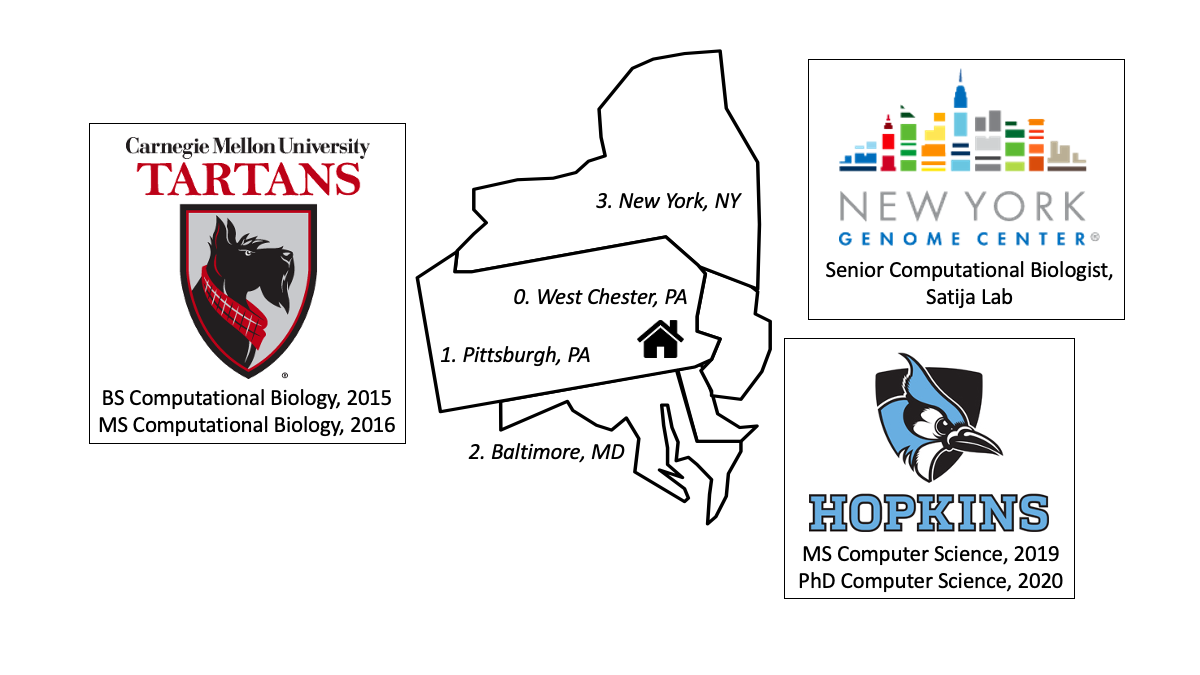 Carnegie Mellon University
TARTANS
®
BS Computational Biology, 2015
MS Computational Biology, 2016
3. New York, NY
0. West Chester, PA
1. Pittsburgh, PA
2. Baltimore, MD
NEW YORK
GENOME CENTER®
Senior Computational Biologist,
Satija Lab
HOPKINS
MS Computer Science, 2019
PhD Computer Science, 2020